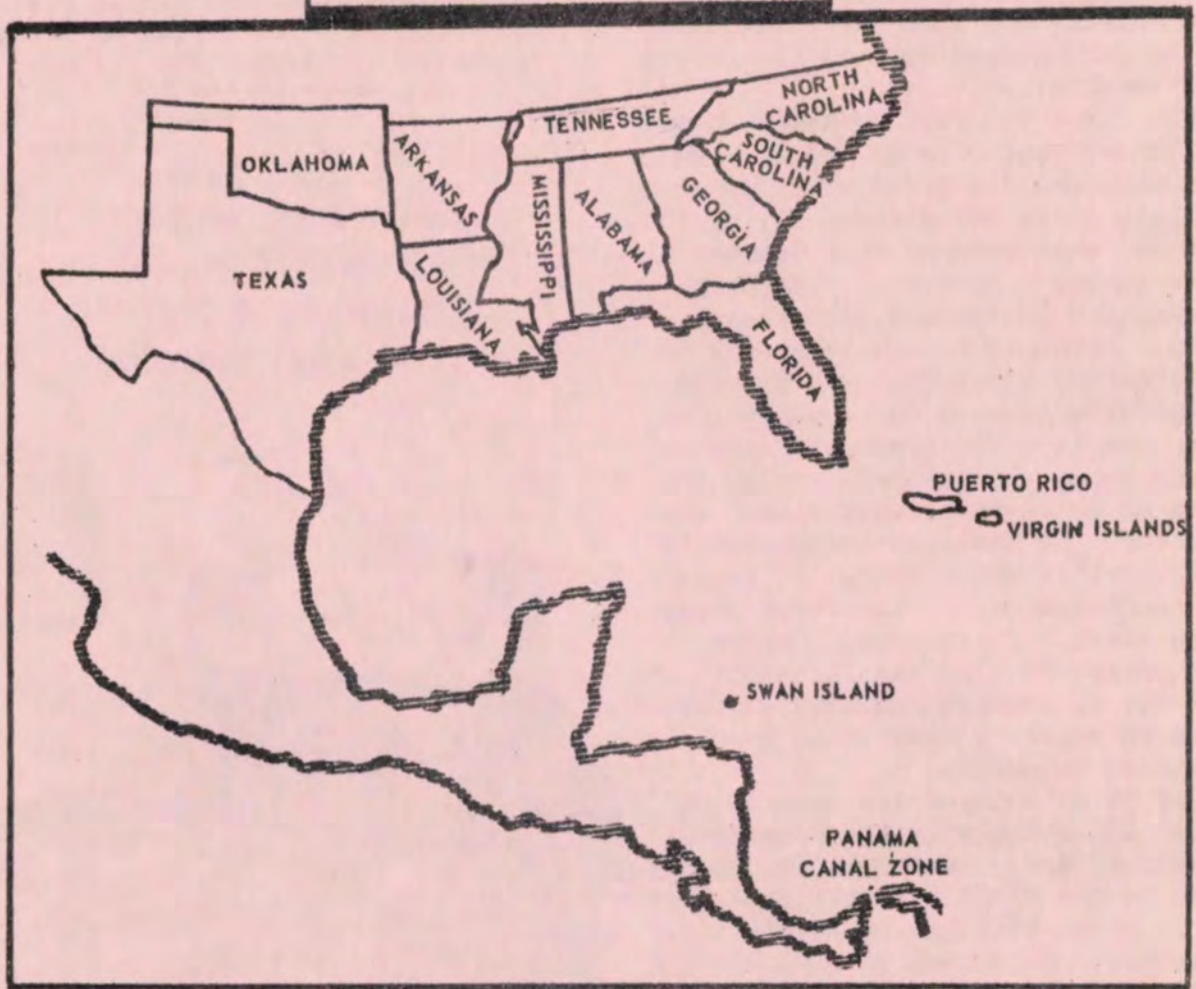 NORTH
CAROLINA
TENNESSEE
SOUTH
CAROLINA
OKLAHOMA
ARKANSAS
MISSISSIPPI
ALABAMA
GEORGIA
TEXAS
LOUISIANA
FLORIDA
PUERTO RICO
VIRGIN ISLANDS
SWAN ISLAND
PANAMA
CANAL ZONE